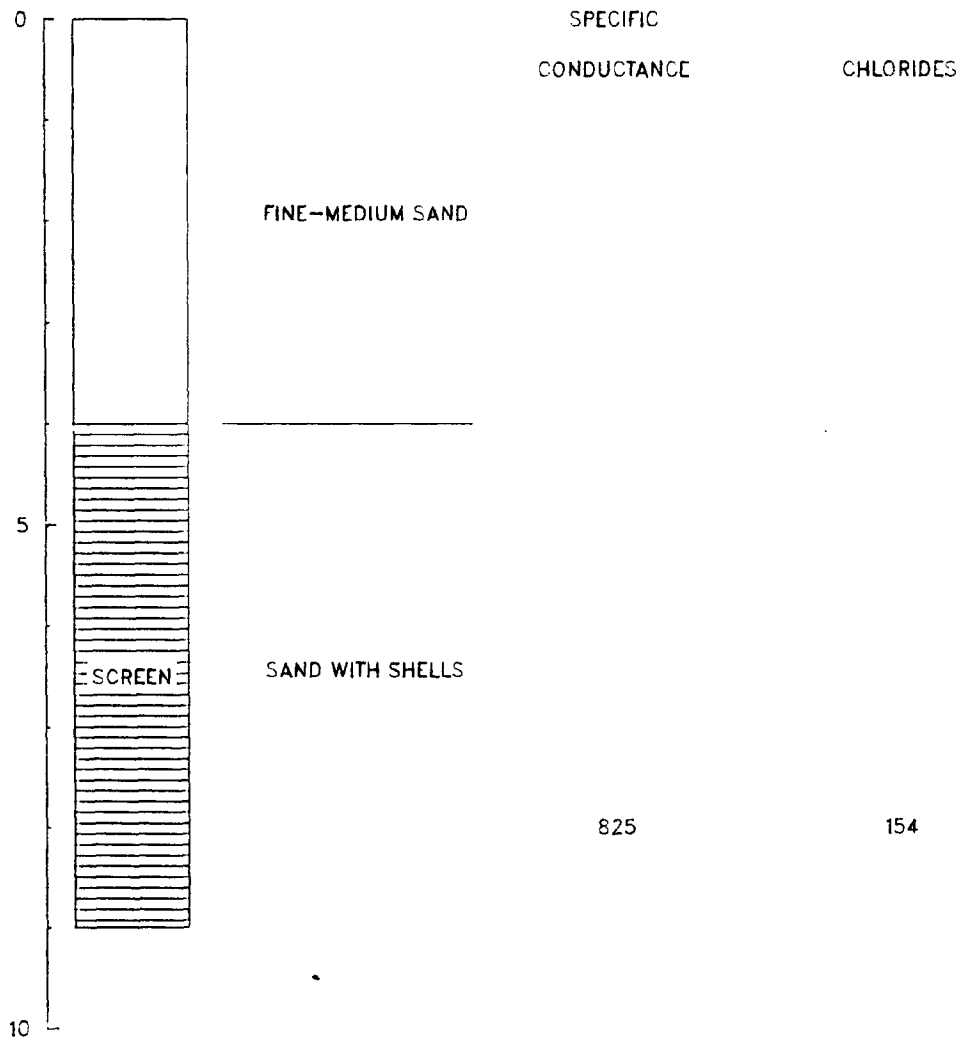 0
SPECIFIC
CONDUCTANCE
CHLORIDES
FINE-MEDIUM SAND
5
SCREEN
SAND WITH SHELLS
825
154
10